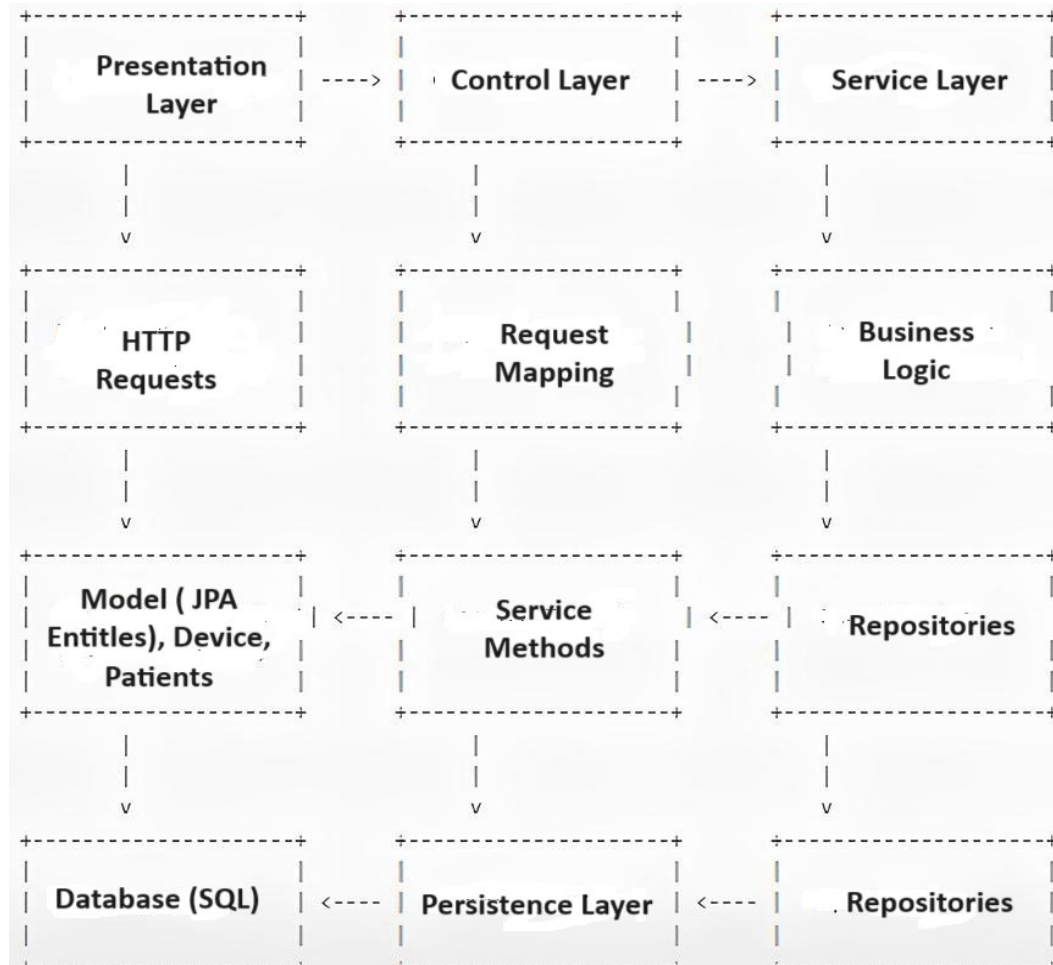 Presentation
Layer
Control Layer
Service Layer
HTTP
Requests
Request
Mapping
Business
Logic
Model ( JPA
Entitles), Device,
Patients
Service
Methods
Repositories
Database (SQL)
Persistence Layer
Repositories